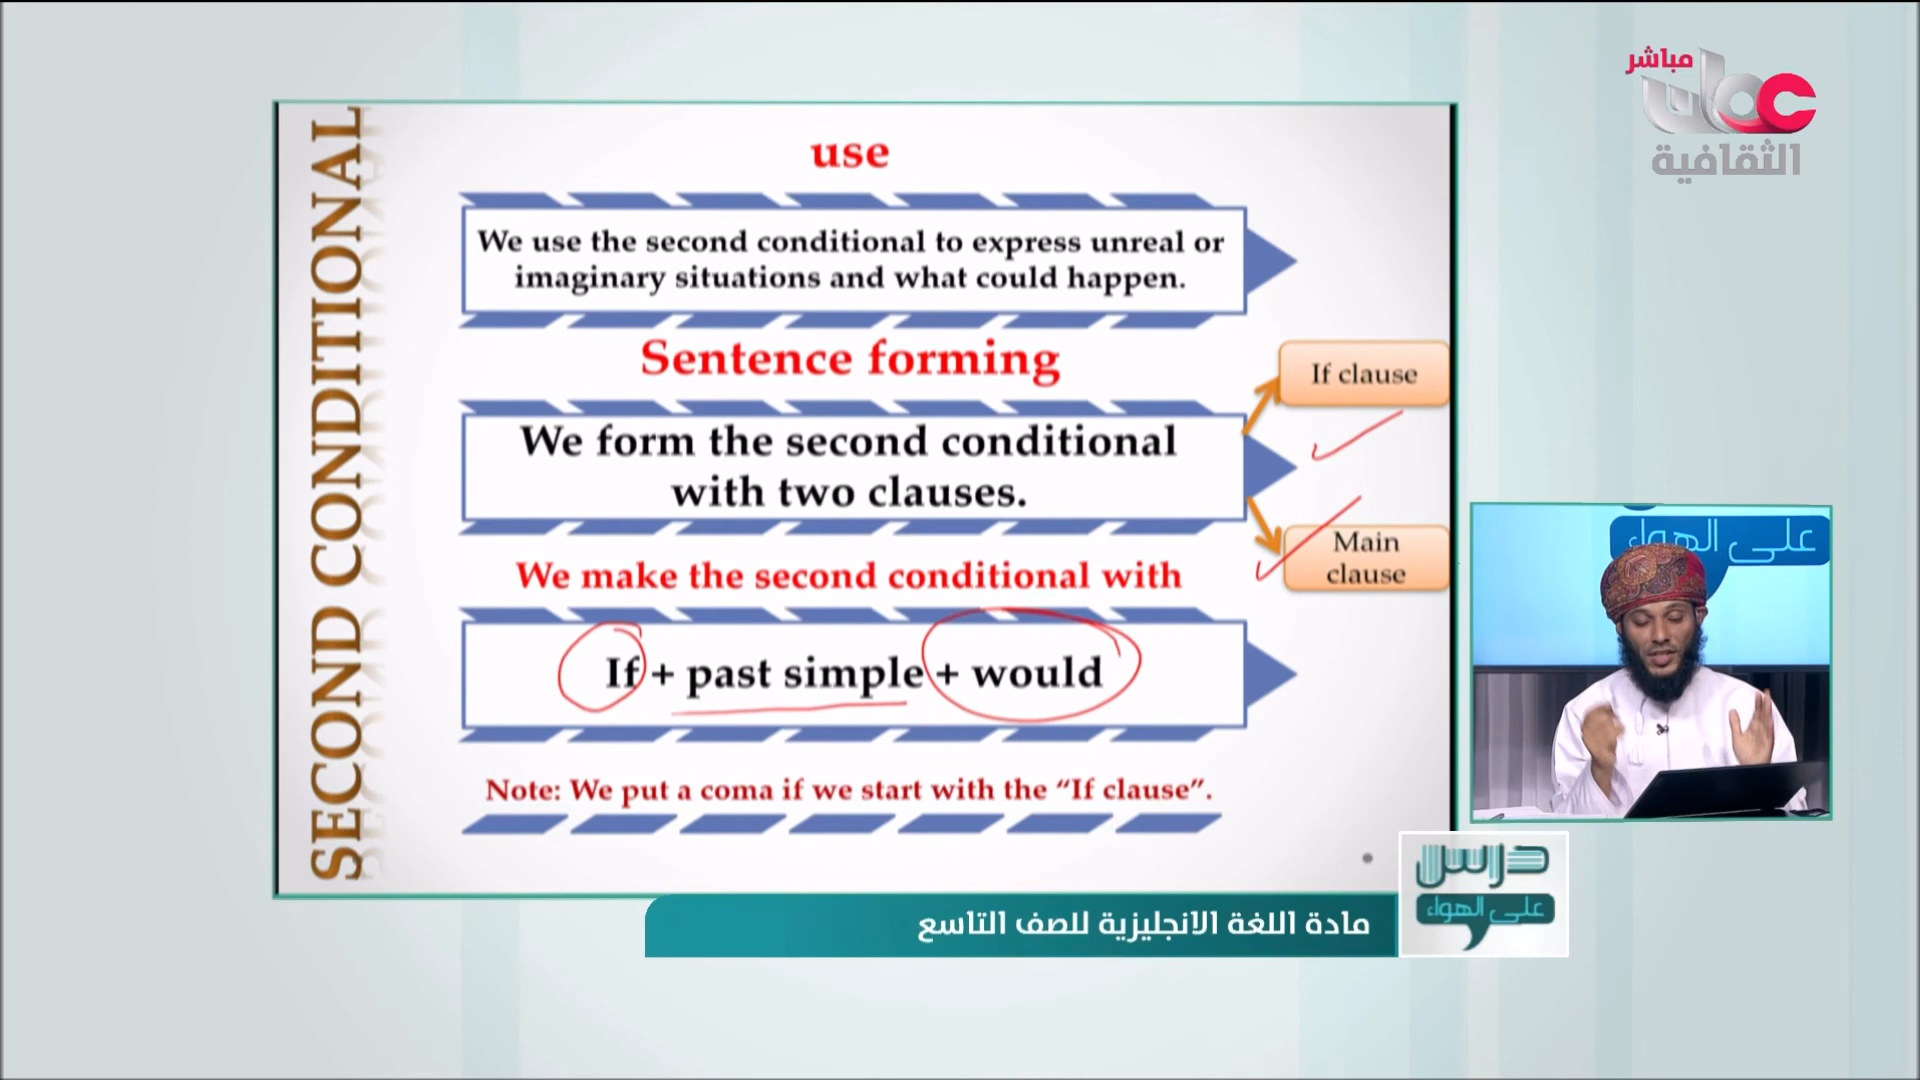 مباشر
عمان
الثقافية
SECOND CONDITIONAL
use
We use the second conditional to express unreal or
imaginary situations and what could happen.
Sentence forming
If clause
We form the second conditional
with two clauses.
Main
clause
We make the second conditional with
If + past simple + would
Note: We put a coma if we start with the “If clause”.
على الهواء
درس
على الهواء
مادة اللغة الانجليزية للصف التاسع